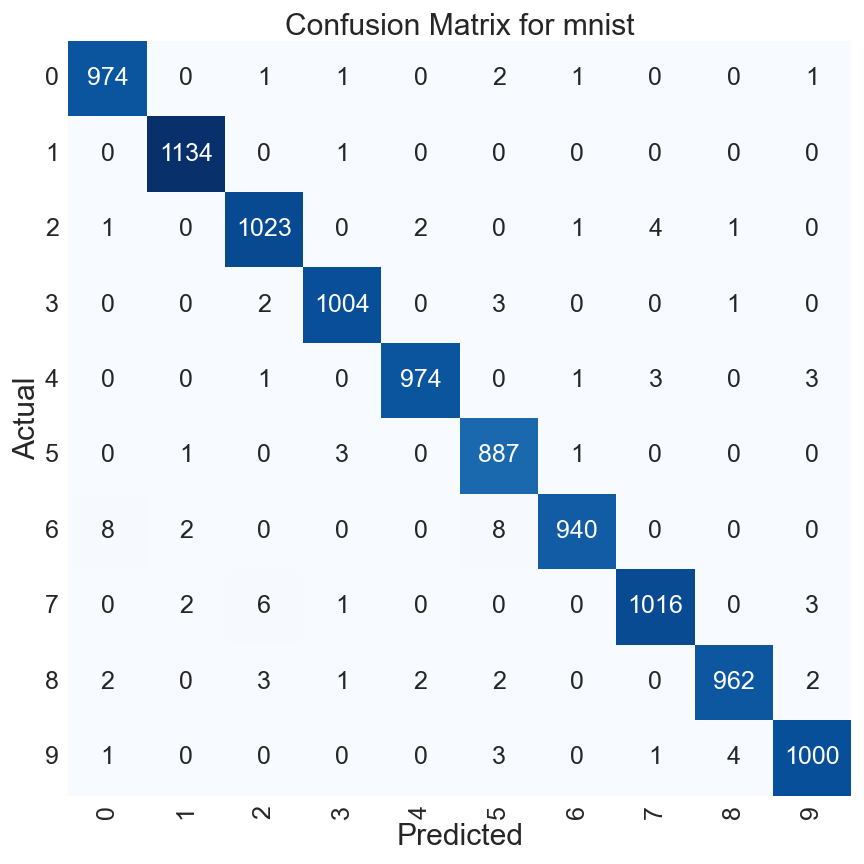 Confusion Matrix for mnist
0 974 0 1 1 0 2 1 0 0 1
1 0 1134 0 1 0 0 0 0 0 0
2 1 0 1023 0 2 0 1 4 1 0
3 0 0 2 1004 0 3 0 0 1 0
4 0 0 1 0 974 0 1 3 0 3
Actual
5 0 1 0 3 0 887 1 0 0 0
6 8 2 0 0 0 8 940 0 0 0
7 0 2 6 1 0 0 0 1016 0 3
8 2 0 3 1 2 2 0 0 962 2
9 1 0 0 0 0 3 0 1 4 1000
0 1 2 3 4 5 6 7 8 9
Predicted